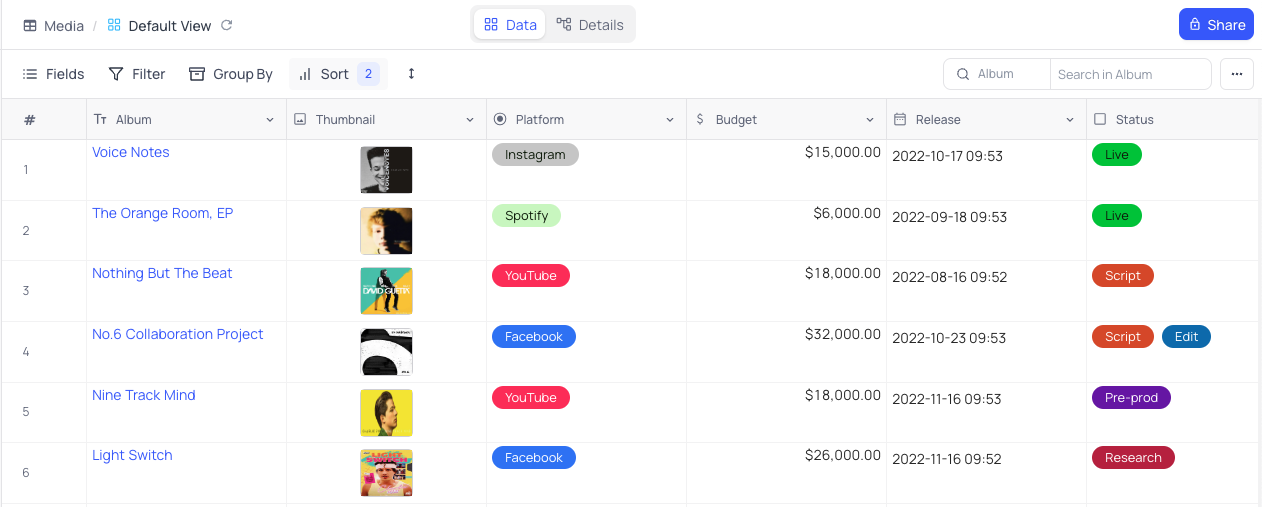 Media / Default View
Data Details
Share
Fields Filter Group By Sort 2
Album Search in Album
# Album Thumbnail Platform $ Budget Release Status
1 Voice Notes VOICENOTES Instagram $15,000.00 2022-10-17 09:53 Live
2 The Orange Room, EP Spotify $6,000.00 2022-09-18 09:53 Live
3 Nothing But The Beat DAVID GUETTA YouTube $18,000.00 2022-08-16 09:52 Script
4 No.6 Collaboration Project Facebook $32,000.00 2022-10-23 09:53 Script Edit
5 Nine Track Mind YouTube $18,000.00 2022-11-16 09:53 Pre-prod
6 Light Switch Facebook $26,000.00 2022-11-16 09:52 Research